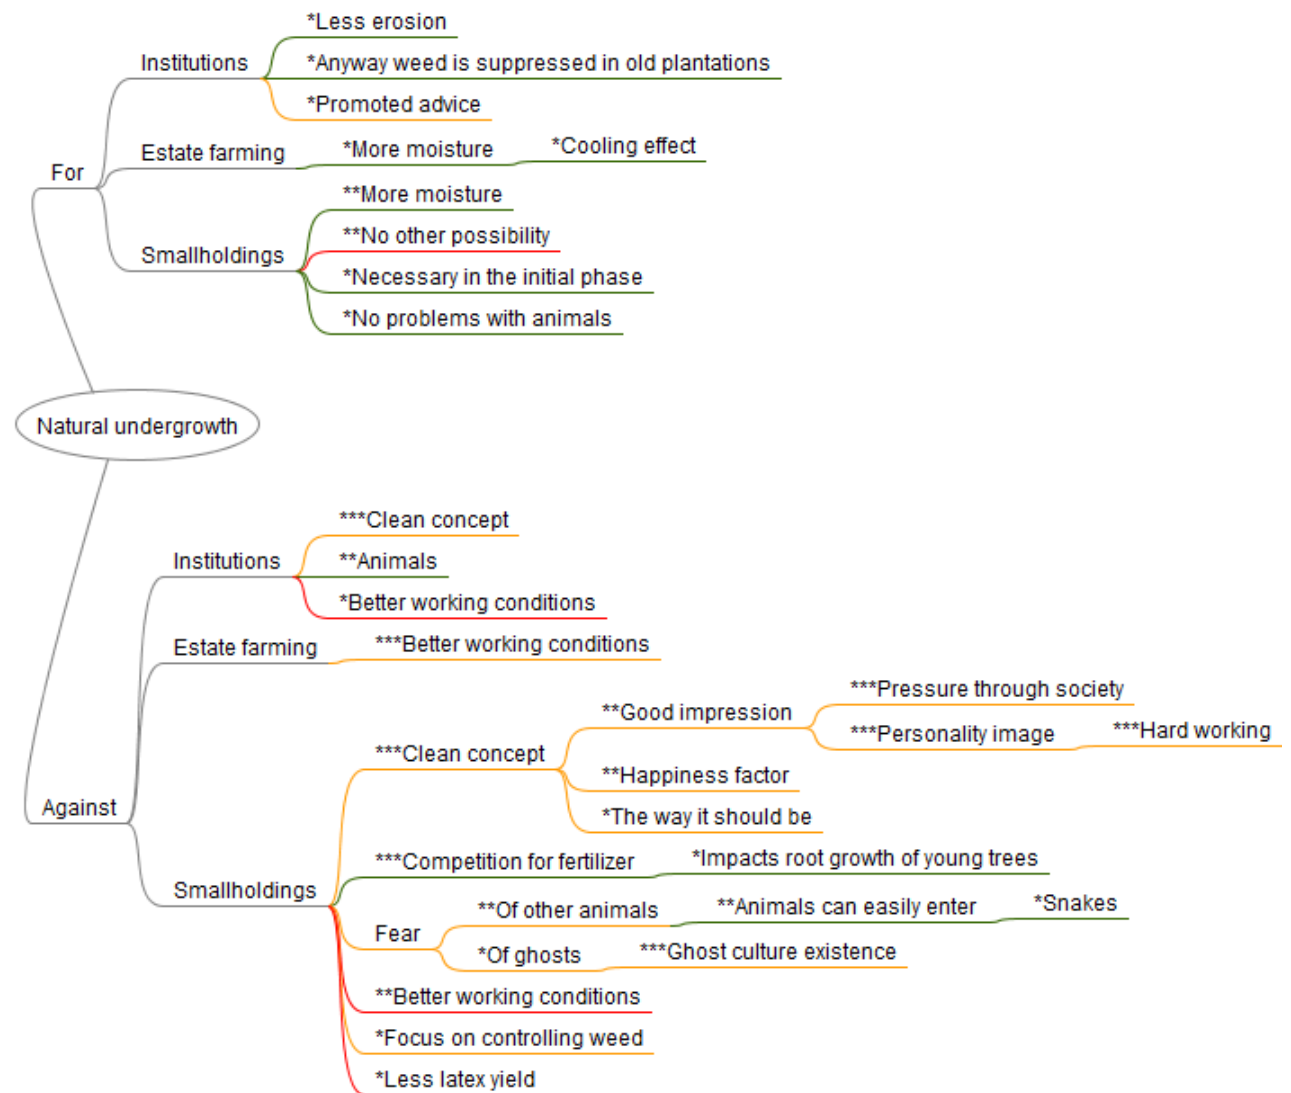 *Less erosion
Institutions
*Anyway weed is suppressed in old plantations
*Promoted advice
For
Estate farming
*More moisture
*Cooling effect
**More moisture
**No other possibility
Smallholdings
*Necessary in the initial phase
*No problems with animals
Natural undergrowth
Against
Institutions
***Clean concept
**Animals
*Better working conditions
Estate farming
***Better working conditions
Smallholdings
***Clean concept
**Good impression
***Pressure through society
***Personality image
***Hard working
**Happiness factor
*The way it should be
***Competition for fertilizer
*Impacts root growth of young trees
Fear
**Of other animals
**Animals can easily enter
*Snakes
*Of ghosts
***Ghost culture existence
**Better working conditions
*Focus on controlling weed
*Less latex yield